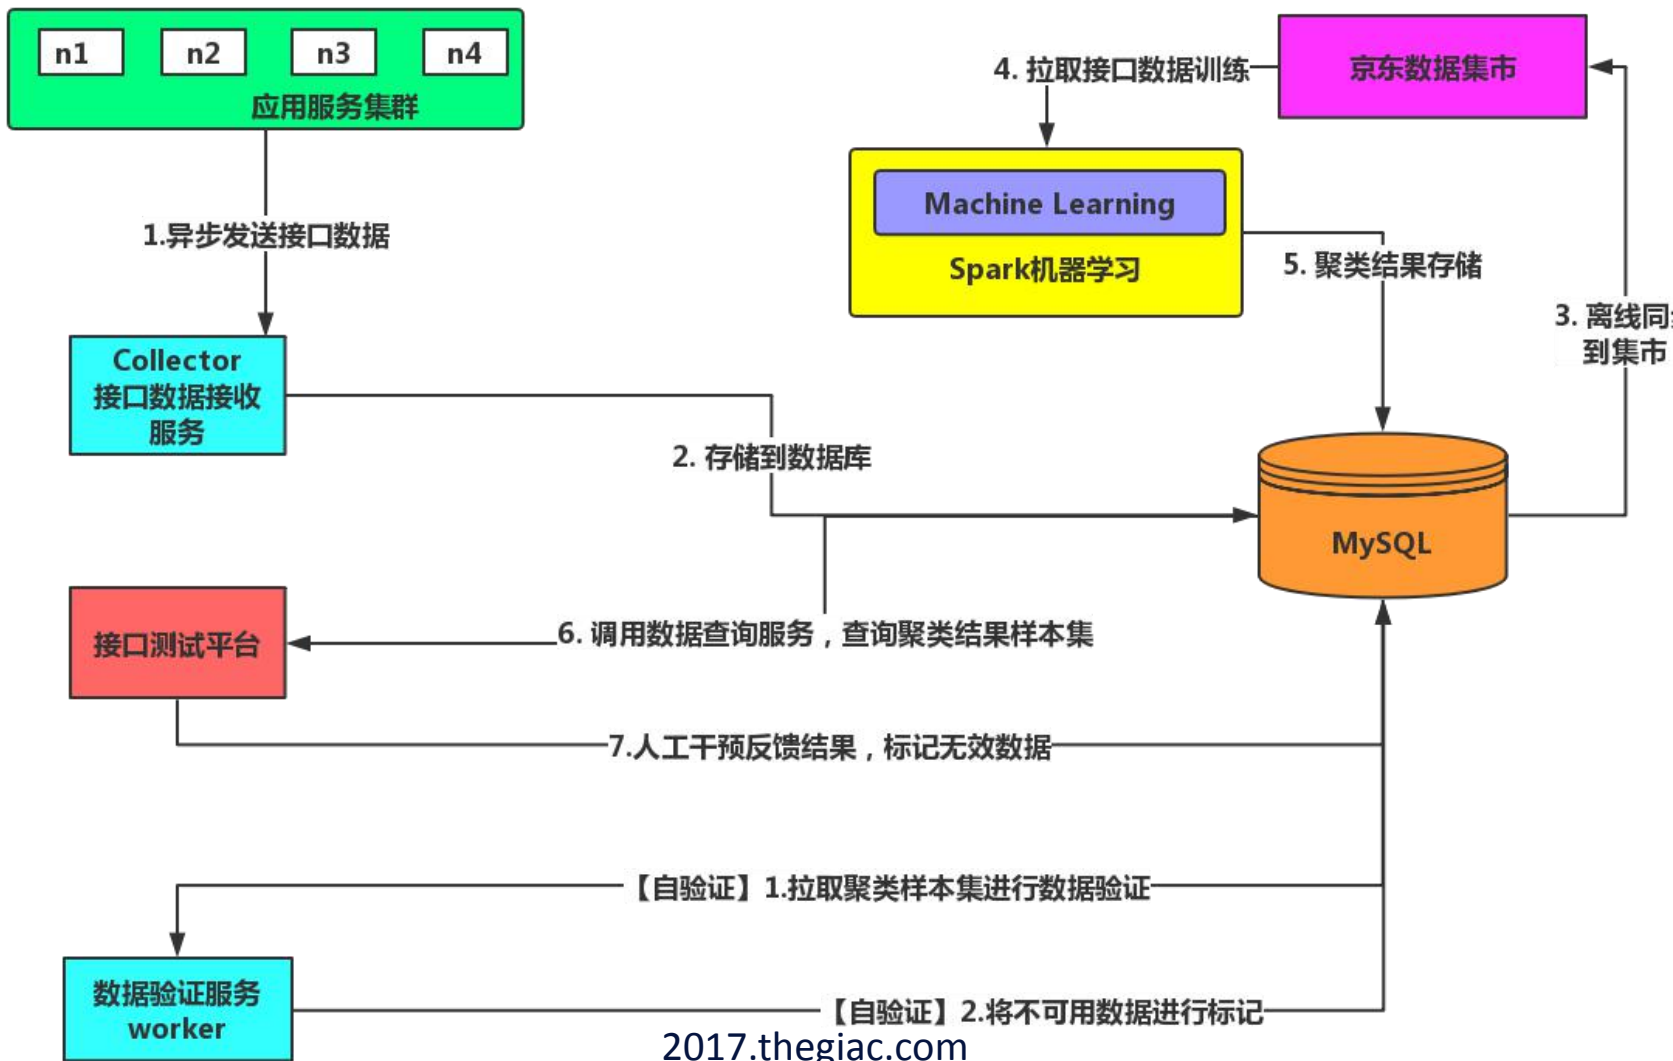 n1 n2 n3 n4
应用服务集群
4. 拉取接口数据训练
京东数据集市
Machine Learning
Spark机器学习
1.异步发送接口数据
5. 聚类结果存储
3. 离线同
到集市
Collector
接口数据接收
服务
2. 存储到数据库
MySQL
接口测试平台
6. 调用数据查询服务，查询聚类结果样本集
7.人工干预反馈结果，标记无效数据
【自验证】1.拉取聚类样本集进行数据验证
数据验证服务
worker
【自验证】2.将不可用数据进行标记
2017.thegiac.com